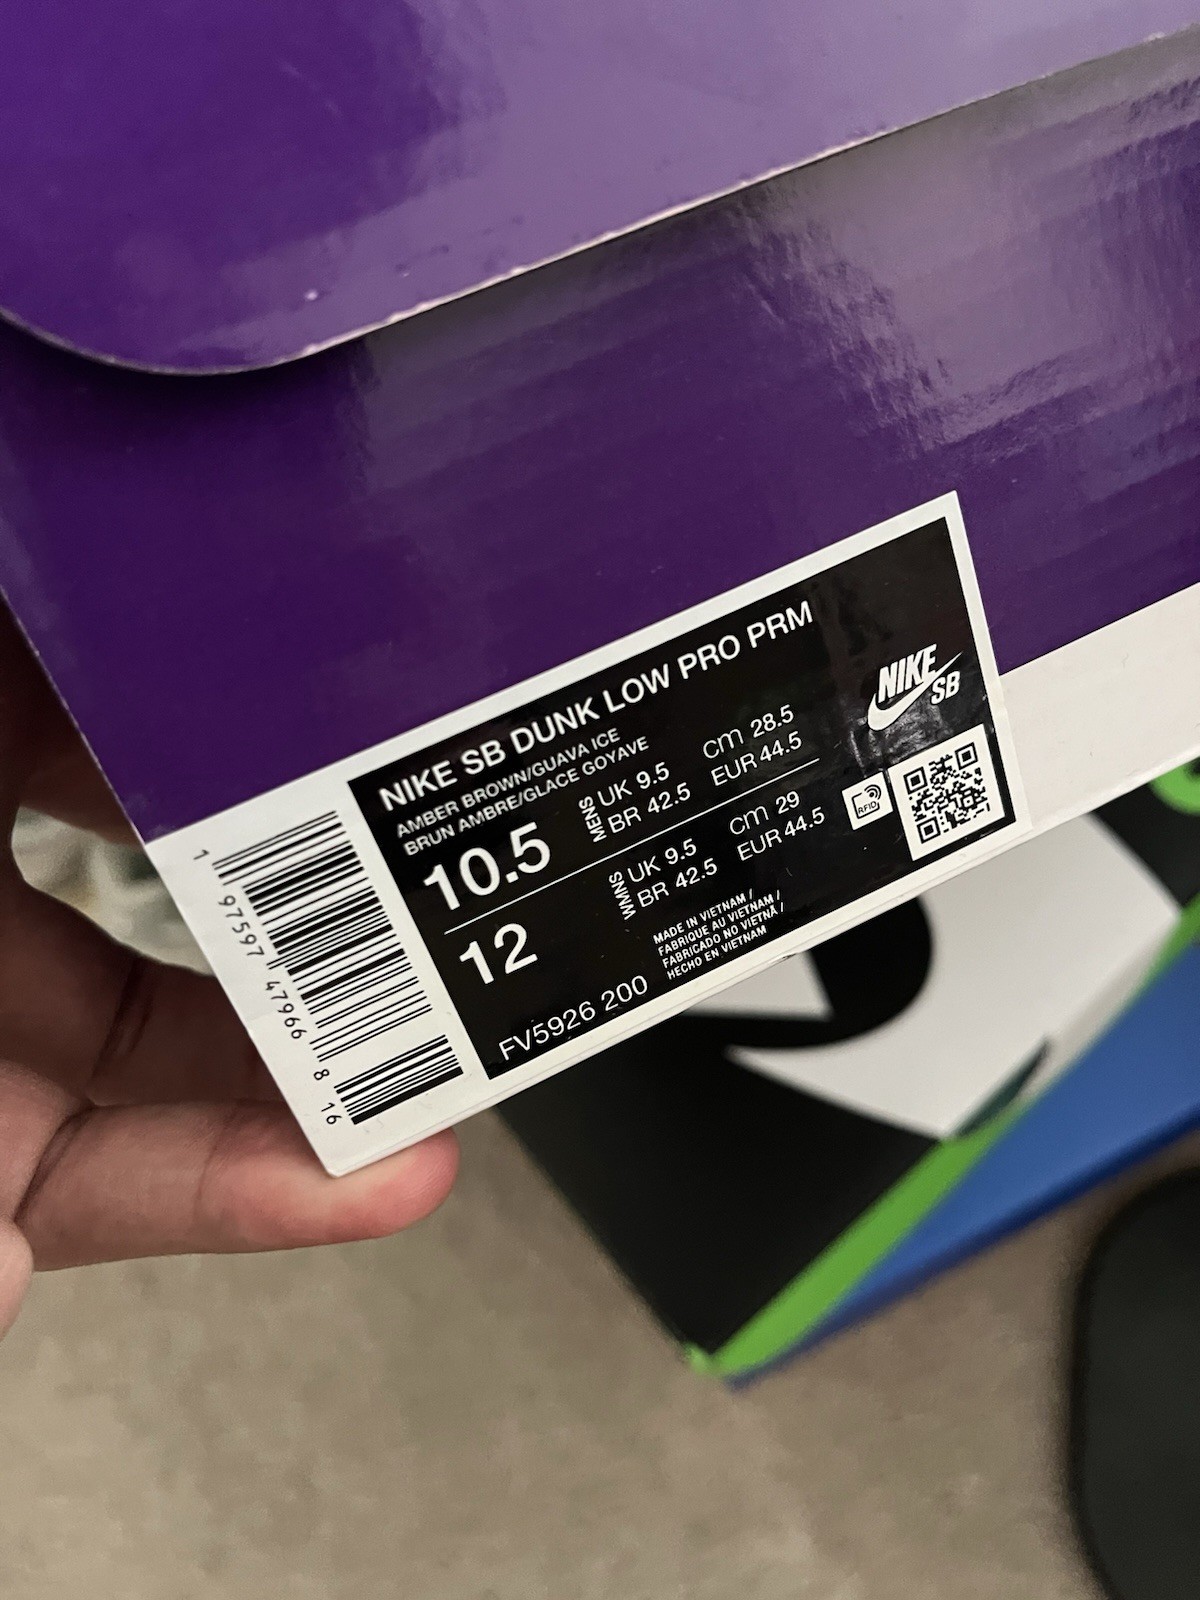 NIKE SB DUNK LOW PRO PRM
AMBER BROWN/GUAVA ICE
BRUN AMBRE/GLACE GOYAVE
10.5
MENS
UK 9.5
BR 42.5
cm 28.5
EUR 44.5
12
WMNS
UK 9.5
BR 42.5
cm 29
EUR 44.5
FV5926 200
MADE IN VIETNAM /
FABRIQUE AU VIETNAM /
FABRICADO NO VIETNÃ /
HECHO EN VIETNAM
NIKE
SB
RFID
1 97597 47966 8 16